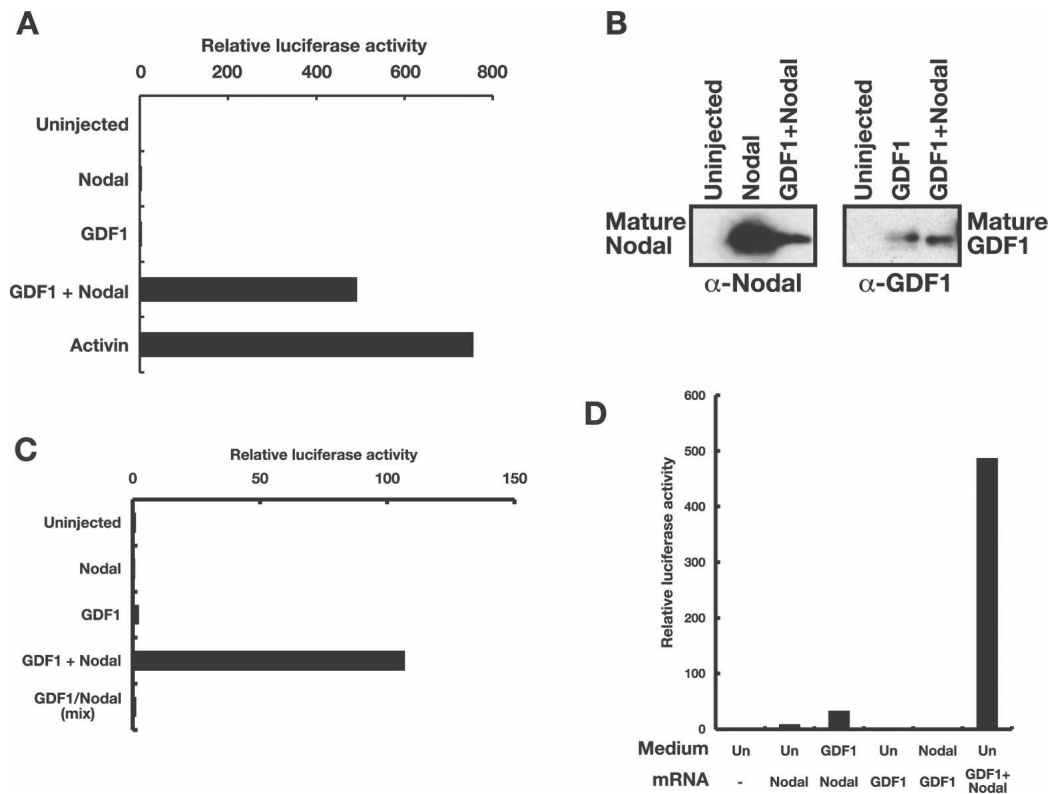 A
Relative luciferase activity
0 200 400 600 800
Uninjected
Nodal
GDF1
GDF1 + Nodal
Activin
B
Uninjected
Nodal
GDF1+Nodal
Uninjected
GDF1
GDF1+Nodal
Mature
Nodal
Mature
GDF1
α-Nodal
α-GDF1
C
Relative luciferase activity
0 50 100 150
Uninjected
Nodal
GDF1
GDF1 + Nodal
GDF1/Nodal
(mix)
D
Relative luciferase activity
600
500
400
300
200
100
0
Medium Un Un GDF1 Un Nodal Un
mRNA - Nodal Nodal GDF1 GDF1 GDF1+
Nodal